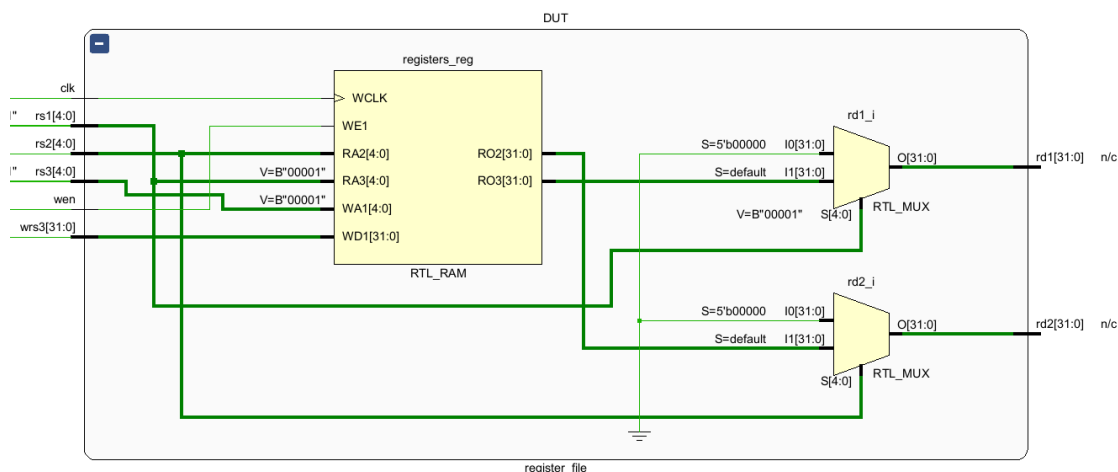 DUT
registers_reg
clk
WCLK
1" rs1[4:0]
WE1
rd1_i
rs2[4:0]
RA2[4:0]
RO2[31:0]
S=5'b00000 I0[31:0]
O[31:0]
rd1[31:0] n/c
1" rs3[4:0]
V=B"00001" RA3[4:0]
RO3[31:0]
S=default I1[31:0]
wen
V=B"00001" WA1[4:0]
V=B"00001" S[4:0] RTL_MUX
wrs3[31:0]
WD1[31:0]
RTL_RAM
rd2_i
S=5'b00000 I0[31:0]
O[31:0]
rd2[31:0] n/c
S=default I1[31:0]
S[4:0] RTL_MUX
register_file